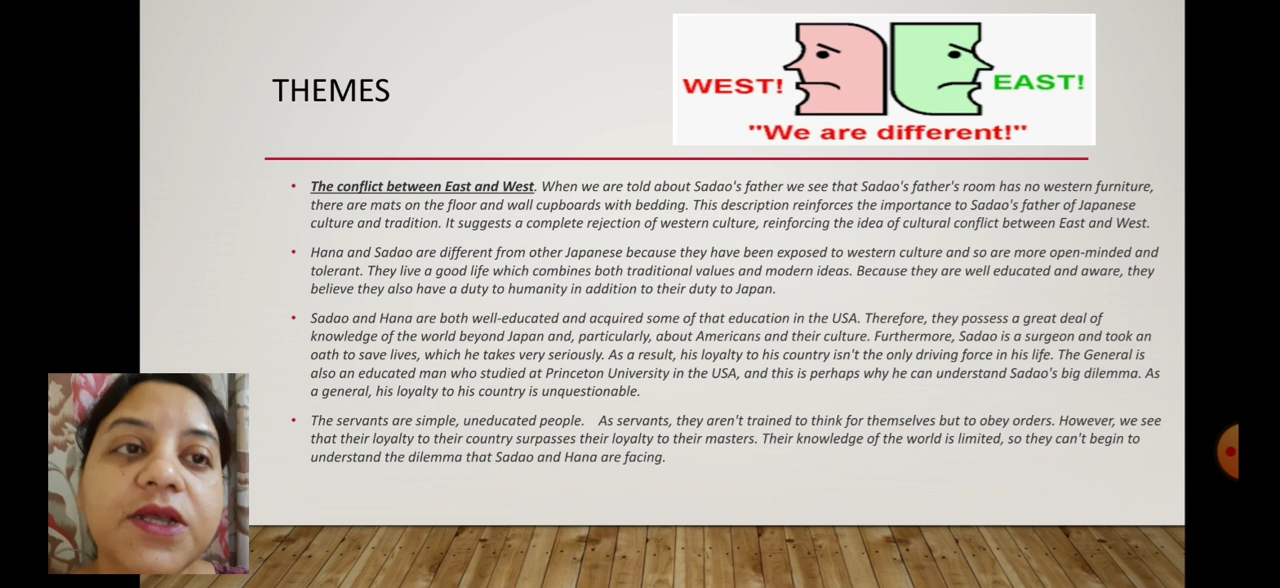 WEST!
EAST!
"We are different!"
THEMES
• The conflict between East and West. When we are told about Sadao's father we see that Sadao's father's room has no western furniture,
there are mats on the floor and wall cupboards with bedding. This description reinforces the importance to Sadao's father of Japanese
culture and tradition. It suggests a complete rejection of western culture, reinforcing the idea of cultural conflict between East and West.
• Hana and Sadao are different from other Japanese because they have been exposed to western culture and so are more open-minded and
tolerant. They live a good life which combines both traditional values and modern ideas. Because they are well educated and aware, they
believe they also have a duty to humanity in addition to their duty to Japan.
• Sadao and Hana are both well-educated and acquired some of that education in the USA. Therefore, they possess a great deal of
knowledge of the world beyond Japan and, particularly, about Americans and their culture. Furthermore, Sadao is a surgeon and took an
oath to save lives, which he takes very seriously. As a result, his loyalty to his country isn't the only driving force in his life. The General is
also an educated man who studied at Princeton University in the USA, and this is perhaps why he can understand Sadao's big dilemma. As
a general, his loyalty to his country is unquestionable.
• The servants are simple, uneducated people. As servants, they aren't trained to think for themselves but to obey orders. However, we see
that their loyalty to their country surpasses their loyalty to their masters. Their knowledge of the world is limited, so they can't begin to
understand the dilemma that Sadao and Hana are facing.